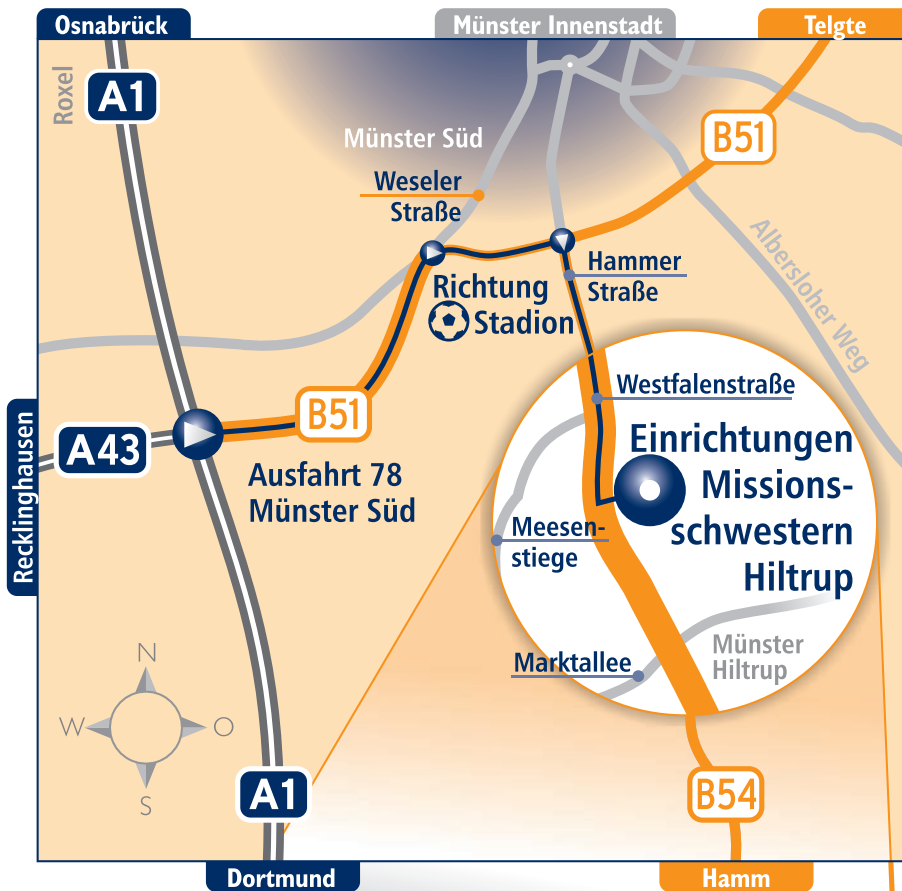 Osnabrück
Münster Innenstadt
Telgte
Roxel
A1
B51
Münster Süd
Weseler
Straße
Albersloher Weg
Hammer
Straße
Richtung
Stadion
Westfalenstraße
B51
Recklinghausen
A43
Einrichtungen
Missions-
schwestern
Hiltrup
Ausfahrt 78
Münster Süd
Meesen-
stiege
Münster
Hiltrup
Marktallee
N
W
O
S
A1
B54
Dortmund
Hamm